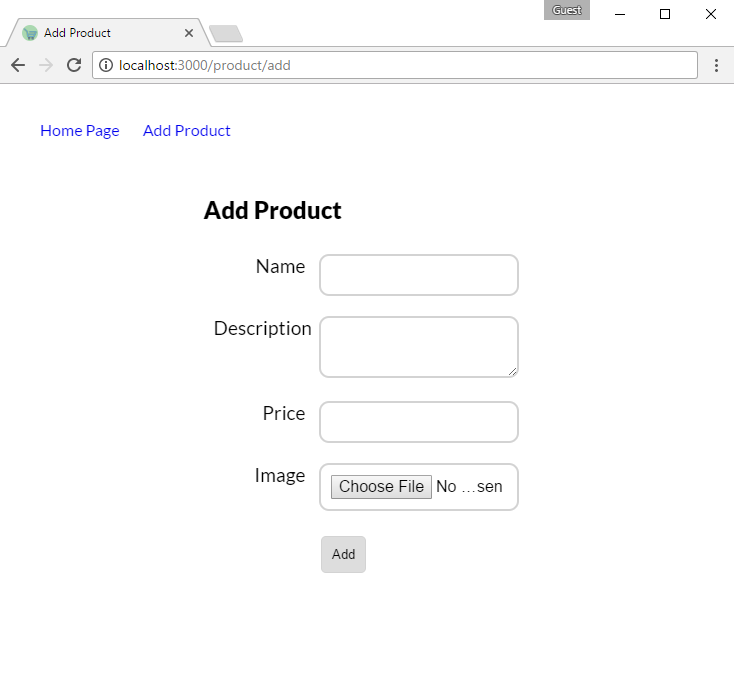 Guest
Add Product
localhost:3000/product/add
Home Page Add Product
Add Product
Name
Description
Price
Image Choose File No ...sen
Add